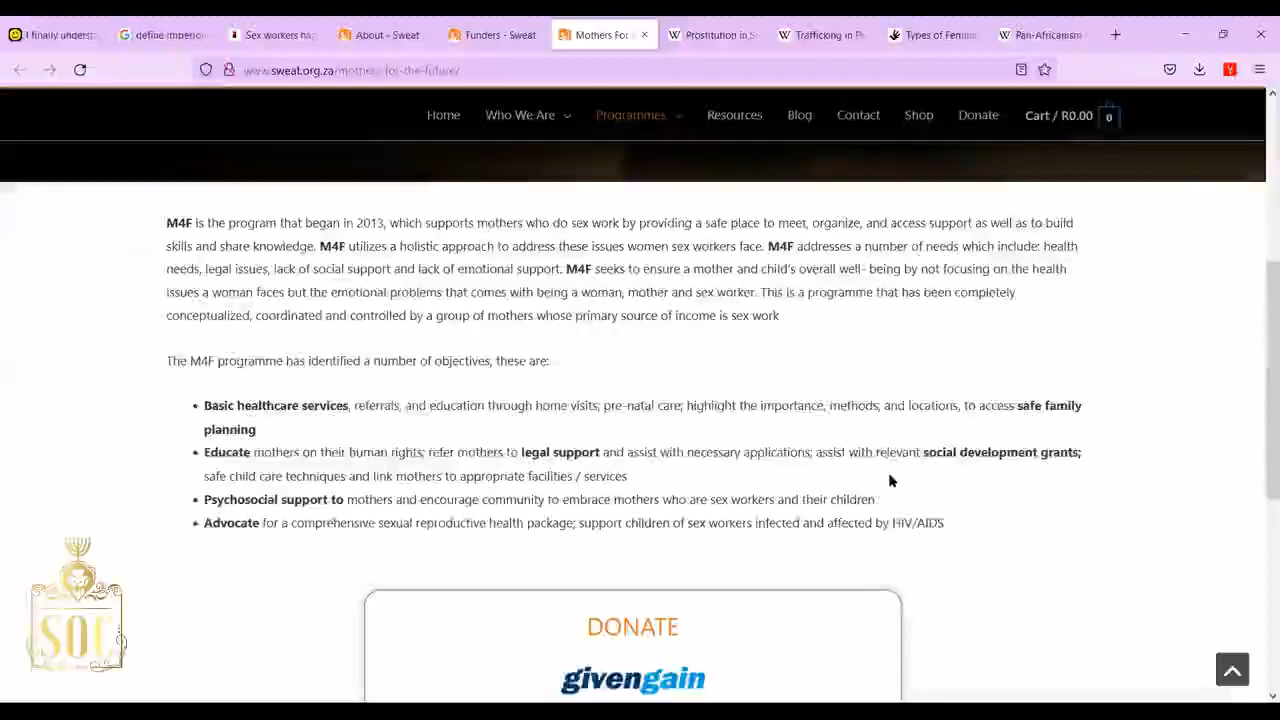 I finally underst
define imperio
Sex workers ha
About - Sweat
Funders - Sweat
Mothers For
Prostitution in S
Trafficking in P
Types of Femin
Pan-Africanism
www.sweat.org.za/mothers-for-the-future/
Home Who We Are Programmes Resources Blog Contact Shop Donate Cart / R0.00 0
M4F is the program that began in 2013, which supports mothers who do sex work by providing a safe place to meet, organize, and access support as well as to build
skills and share knowledge. M4F utilizes a holistic approach to address these issues women sex workers face. M4F addresses a number of needs which include: health
needs, legal issues, lack of social support and lack of emotional support. M4F seeks to ensure a mother and child's overall well- being by not focusing on the health
issues a woman faces but the emotional problems that comes with being a woman, mother and sex worker. This is a programme that has been completely
conceptualized, coordinated and controlled by a group of mothers whose primary source of income is sex work
The M4F programme has identified a number of objectives, these are:
• Basic healthcare services, referrals, and education through home visits; pre-natal care; highlight the importance, methods, and locations, to access safe family
planning
• Educate mothers on their human rights; refer mothers to legal support and assist with necessary applications; assist with relevant social development grants;
safe child care techniques and link mothers to appropriate facilities / services
• Psychosocial support to mothers and encourage community to embrace mothers who are sex workers and their children
• Advocate for a comprehensive sexual reproductive health package; support children of sex workers infected and affected by HIV/AIDS
SOC
DONATE
givengain